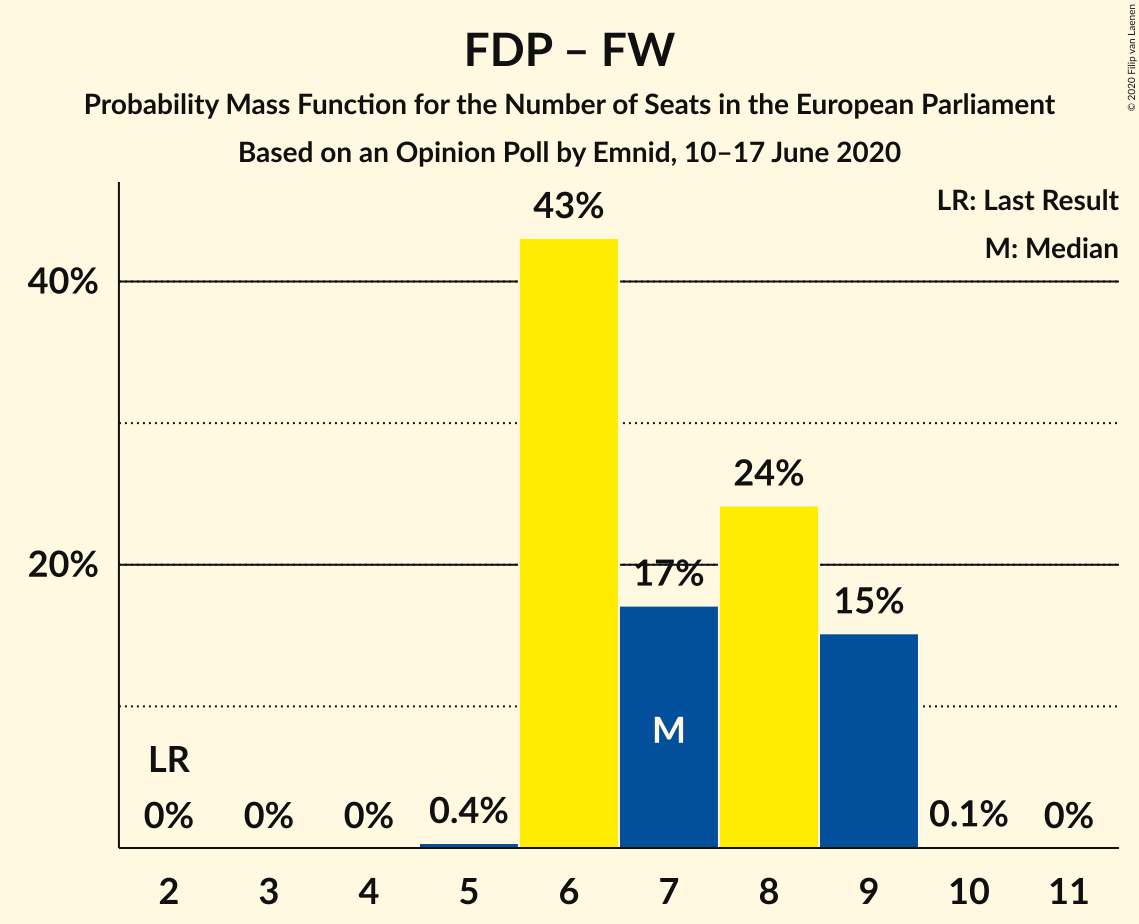 FDP – FW
Probability Mass Function for the Number of Seats in the European Parliament
Based on an Opinion Poll by Emnid, 10–17 June 2020
© 2020 Filip van Laenen
LR: Last Result
M: Median
40%
20%
43%
24%
17%
15%
M
LR
0%
0%
0%
0.4%
0.1%
0%
2
3
4
5
6
7
8
9
10
11